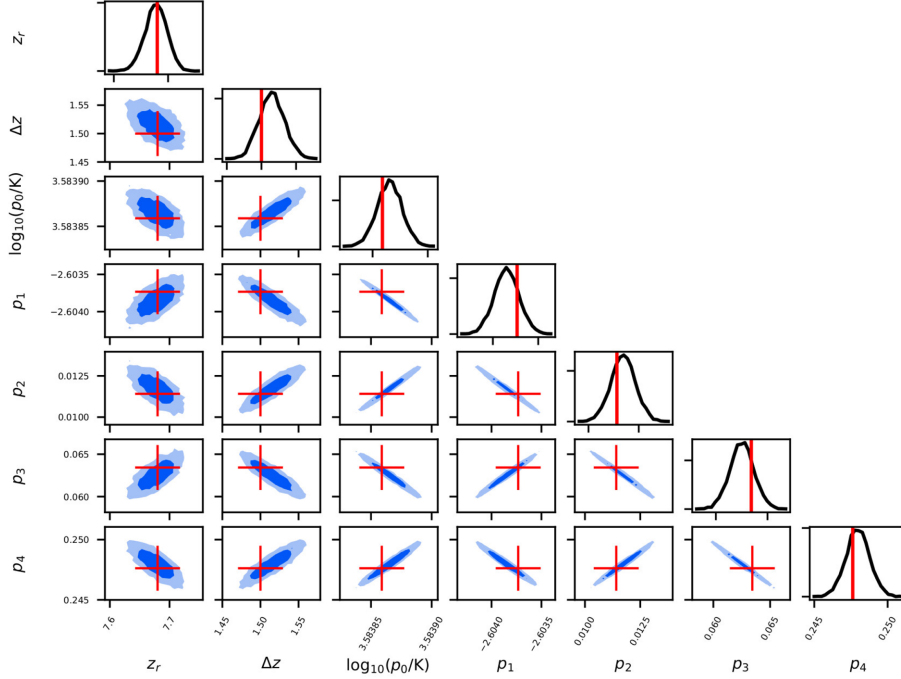 z_r
Δz
1.55
1.50
1.45
log₁₀(p₀/K)
3.58390
3.58385
p₁
−2.6035
−2.6040
p₂
0.0125
0.0100
p₃
0.065
0.060
p₄
0.250
0.245
7.6 7.7 1.45 1.50 1.55 3.58385 3.58390 −2.6040 −2.6035 0.0100 0.0125 0.060 0.065 0.245 0.250
z_r Δz log₁₀(p₀/K) p₁ p₂ p₃ p₄